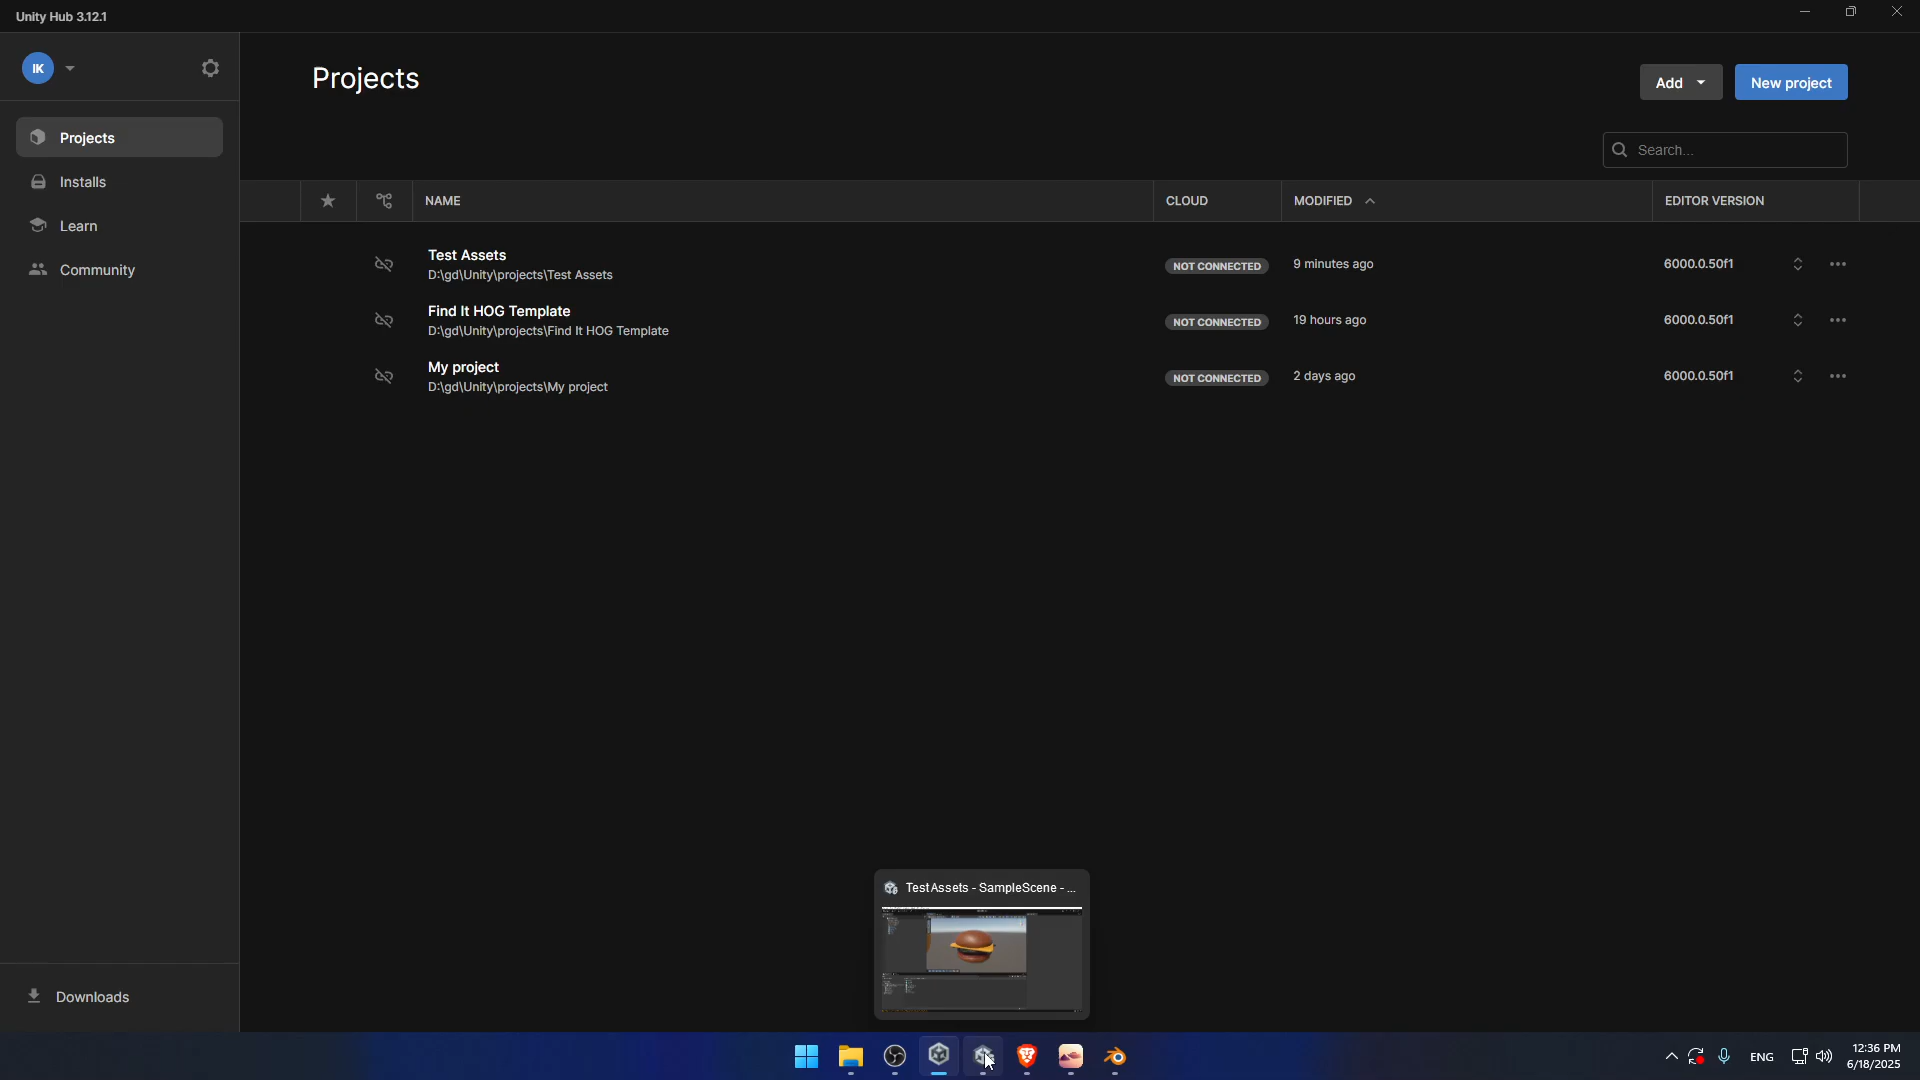 Unity Hub 3.12.1
IK
Projects
Installs
Learn
Community
Downloads
Projects
Add
New project
Search...
NAME
CLOUD
MODIFIED
EDITOR VERSION
Test Assets
D:\gd\Unity\projects\Test Assets
NOT CONNECTED
9 minutes ago
6000.0.50f1
Find It HOG Template
D:\gd\Unity\projects\Find It HOG Template
NOT CONNECTED
19 hours ago
6000.0.50f1
My project
D:\gd\Unity\projects\My project
NOT CONNECTED
2 days ago
6000.0.50f1
Test Assets - SampleScene - ...
ENG
12:36 PM
6/18/2025